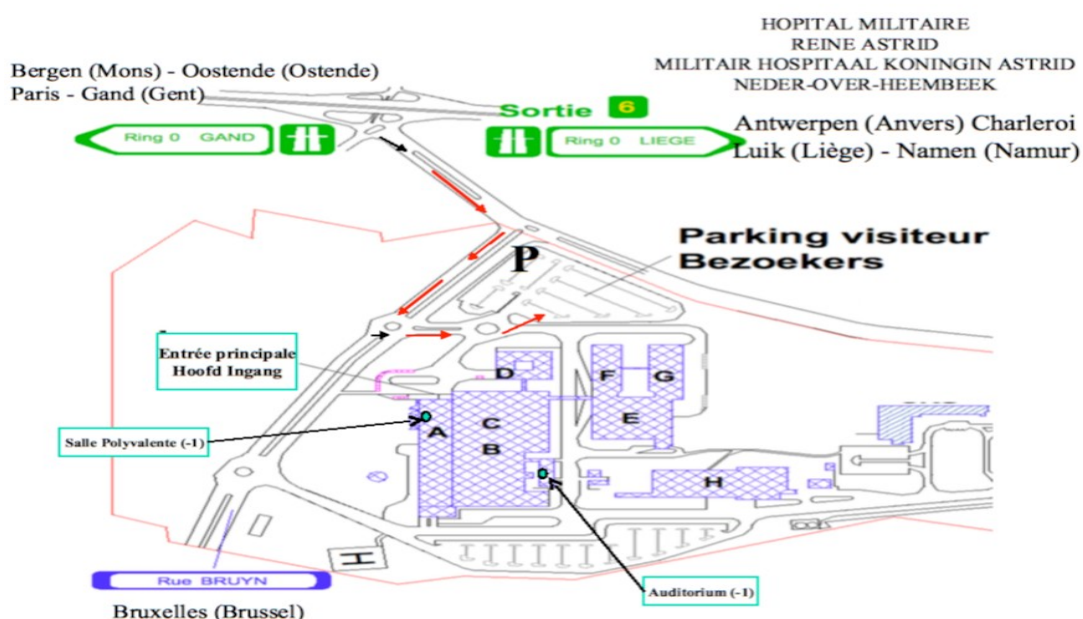 HOPITAL MILITAIRE
REINE ASTRID
MILITAIR HOSPITAAL KONINGIN ASTRID
NEDER-OVER-HEEMBEEK
Bergen (Mons) - Oostende (Ostende)
Paris - Gand (Gent)
Sortie 6
Ring 0 GAND
Ring 0 LIEGE
Antwerpen (Anvers) Charleroi
Luik (Liège) - Namen (Namur)
P
Parking visiteur
Bezoekers
Entrée principale
Hoofd Ingang
D
F
G
Salle Polyvalente (-1)
A
C
B
E
H
H
Rue BRUYN
Auditorium (-1)
Bruxelles (Brussel)